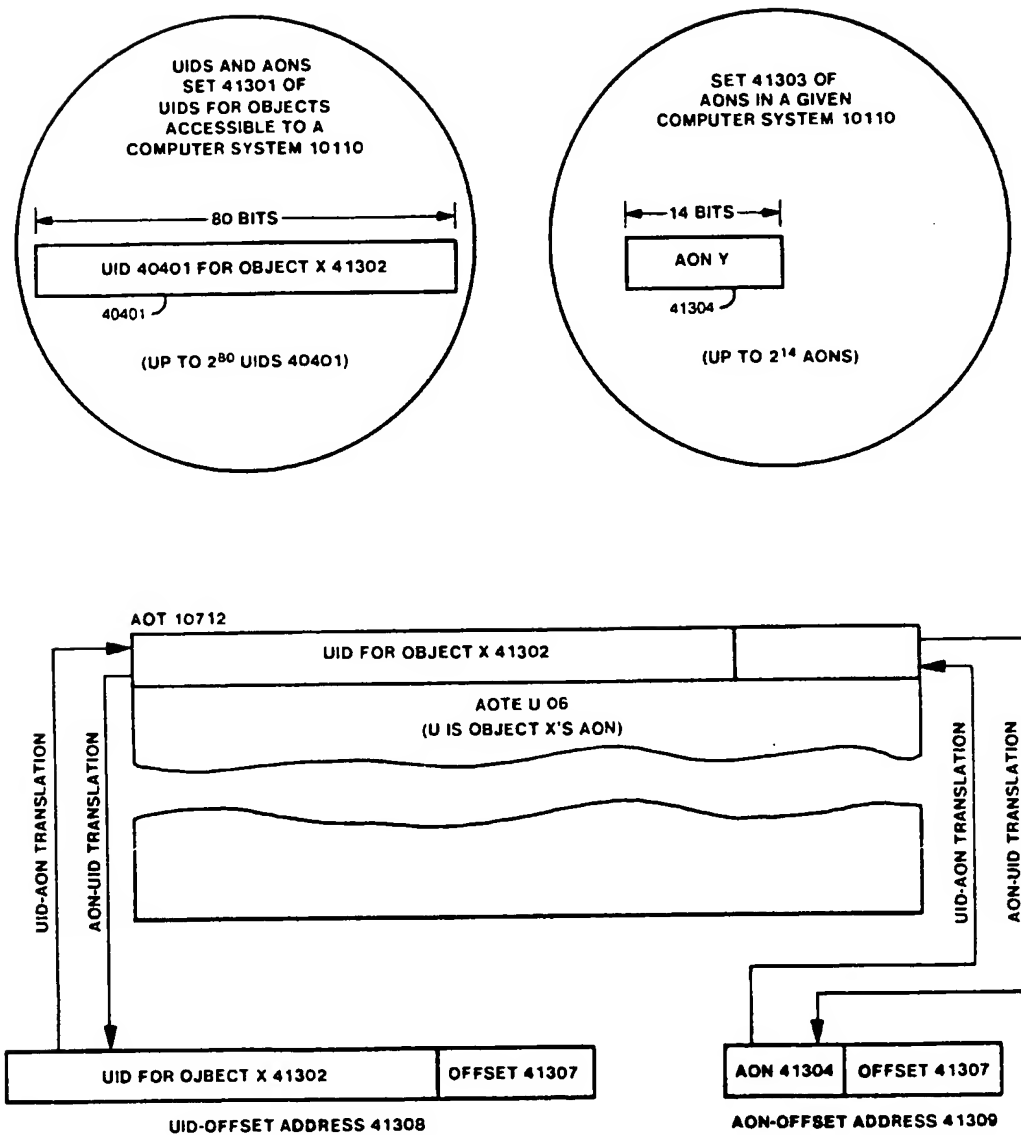 UIDS AND AONS
SET 41301 OF
UIDS FOR OBJECTS
ACCESSIBLE TO A
COMPUTER SYSTEM 10110
80 BITS
UID 40401 FOR OBJECT X 41302
40401
(UP TO 2^80 UIDS 40401)
SET 41303 OF
AONS IN A GIVEN
COMPUTER SYSTEM 10110
14 BITS
AON Y
41304
(UP TO 2^14 AONS)
AOT 10712
UID FOR OBJECT X 41302
AOTE U 06
(U IS OBJECT X'S AON)
UID-AON TRANSLATION
AON-UID TRANSLATION
UID-AON TRANSLATION
AON-UID TRANSLATION
UID FOR OJBECT X 41302
OFFSET 41307
UID-OFFSET ADDRESS 41308
AON 41304
OFFSET 41307
AON-OFFSET ADDRESS 41309